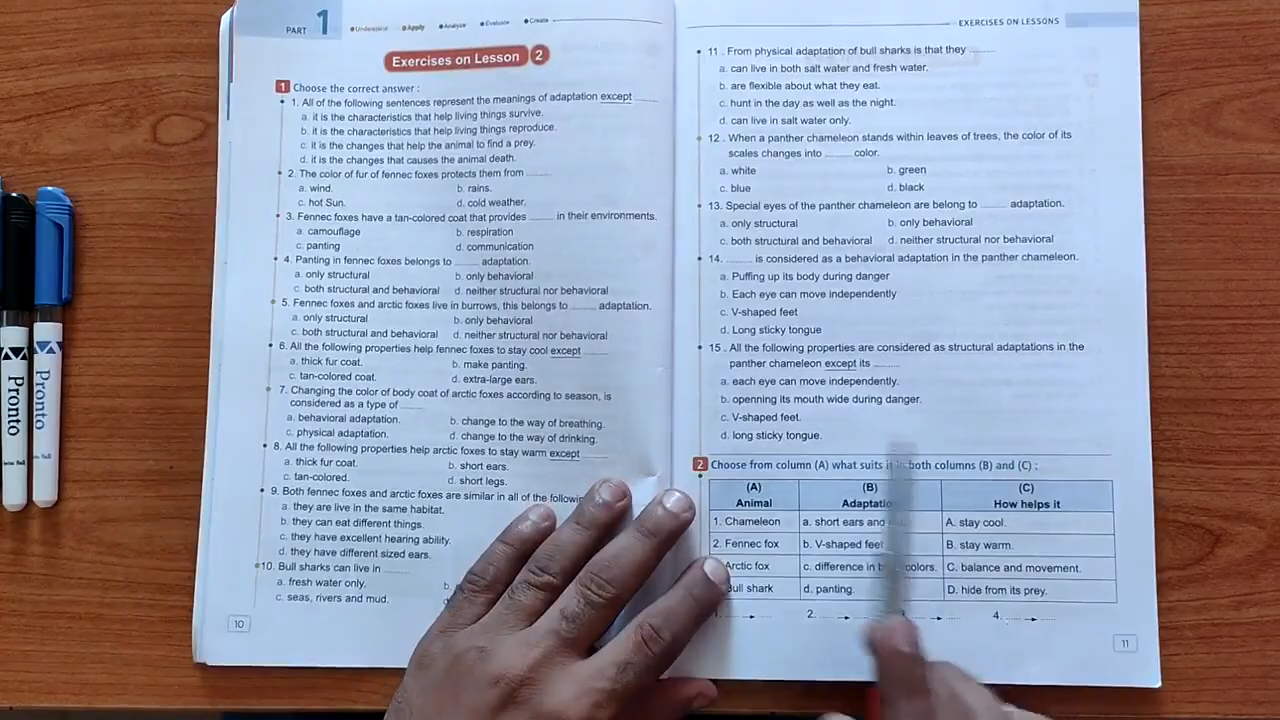 PART 1
Understand Apply Analyze Evaluate Create
Exercises on Lesson 2
1 Choose the correct answer :
1. All of the following sentences represent the meanings of adaptation except ........
a. it is the characteristics that help living things survive.
b. it is the characteristics that help living things reproduce.
c. it is the changes that help the animal to find a prey.
d. it is the changes that causes the animal death.
2. The color of fur of fennec foxes protects them from ........
a. wind. b. rains.
c. hot Sun. d. cold weather.
3. Fennec foxes have a tan-colored coat that provides ........ in their environments.
a. camouflage b. respiration
c. panting d. communication
4. Panting in fennec foxes belongs to ........ adaptation.
a. only structural b. only behavioral
c. both structural and behavioral d. neither structural nor behavioral
5. Fennec foxes and arctic foxes live in burrows, this belongs to ........ adaptation.
a. only structural b. only behavioral
c. both structural and behavioral d. neither structural nor behavioral
6. All the following properties help fennec foxes to stay cool except ........
a. thick fur coat. b. make panting.
c. tan-colored coat. d. extra-large ears.
7. Changing the color of body coat of arctic foxes according to season, is
considered as a type of ........
a. behavioral adaptation. b. change to the way of breathing.
c. physical adaptation. d. change to the way of drinking.
8. All the following properties help arctic foxes to stay warm except ........
a. thick fur coat. b. short ears.
c. tan-colored. d. short legs.
9. Both fennec foxes and arctic foxes are similar in all of the
a. they are live in the same habitat.
b. they can eat different things.
c. they have excellent hearing ability.
d. they have different sized ears.
10. Bull sharks can live in ........
a. fresh water only. b.
c. seas, rivers and mud.
10
EXERCISES ON LESSONS
11 . From physical adaptation of bull sharks is that they ........
a. can live in both salt water and fresh water.
b. are flexible about what they eat.
c. hunt in the day as well as the night.
d. can live in salt water only.
12 . When a panther chameleon stands within leaves of trees, the color of its
scales changes into ........ color.
a. white b. green
c. blue d. black
13. Special eyes of the panther chameleon are belong to ........ adaptation.
a. only structural b. only behavioral
c. both structural and behavioral d. neither structural nor behavioral
14. ........ is considered as a behavioral adaptation in the panther chameleon.
a. Puffing up its body during danger
b. Each eye can move independently
c. V-shaped feet
d. Long sticky tongue
15 . All the following properties are considered as structural adaptations in the
panther chameleon except its ........
a. each eye can move independently.
b. openning its mouth wide during danger.
c. V-shaped feet.
d. long sticky tongue.
2 Choose from column (A) what suits it in both columns (B) and (C) :
(A) (B) (C)
Animal Adaptation How helps it
1. Chameleon a. short ears and A. stay cool.
2. Fennec fox b. V-shaped feet B. stay warm.
Arctic fox c. difference in colors. C. balance and movement.
Bull shark d. panting. D. hide from its prey.
1. ........ → ........ 2. ........ → ........ → ........ 4. ........ → ........
11
Pronto
Pronto